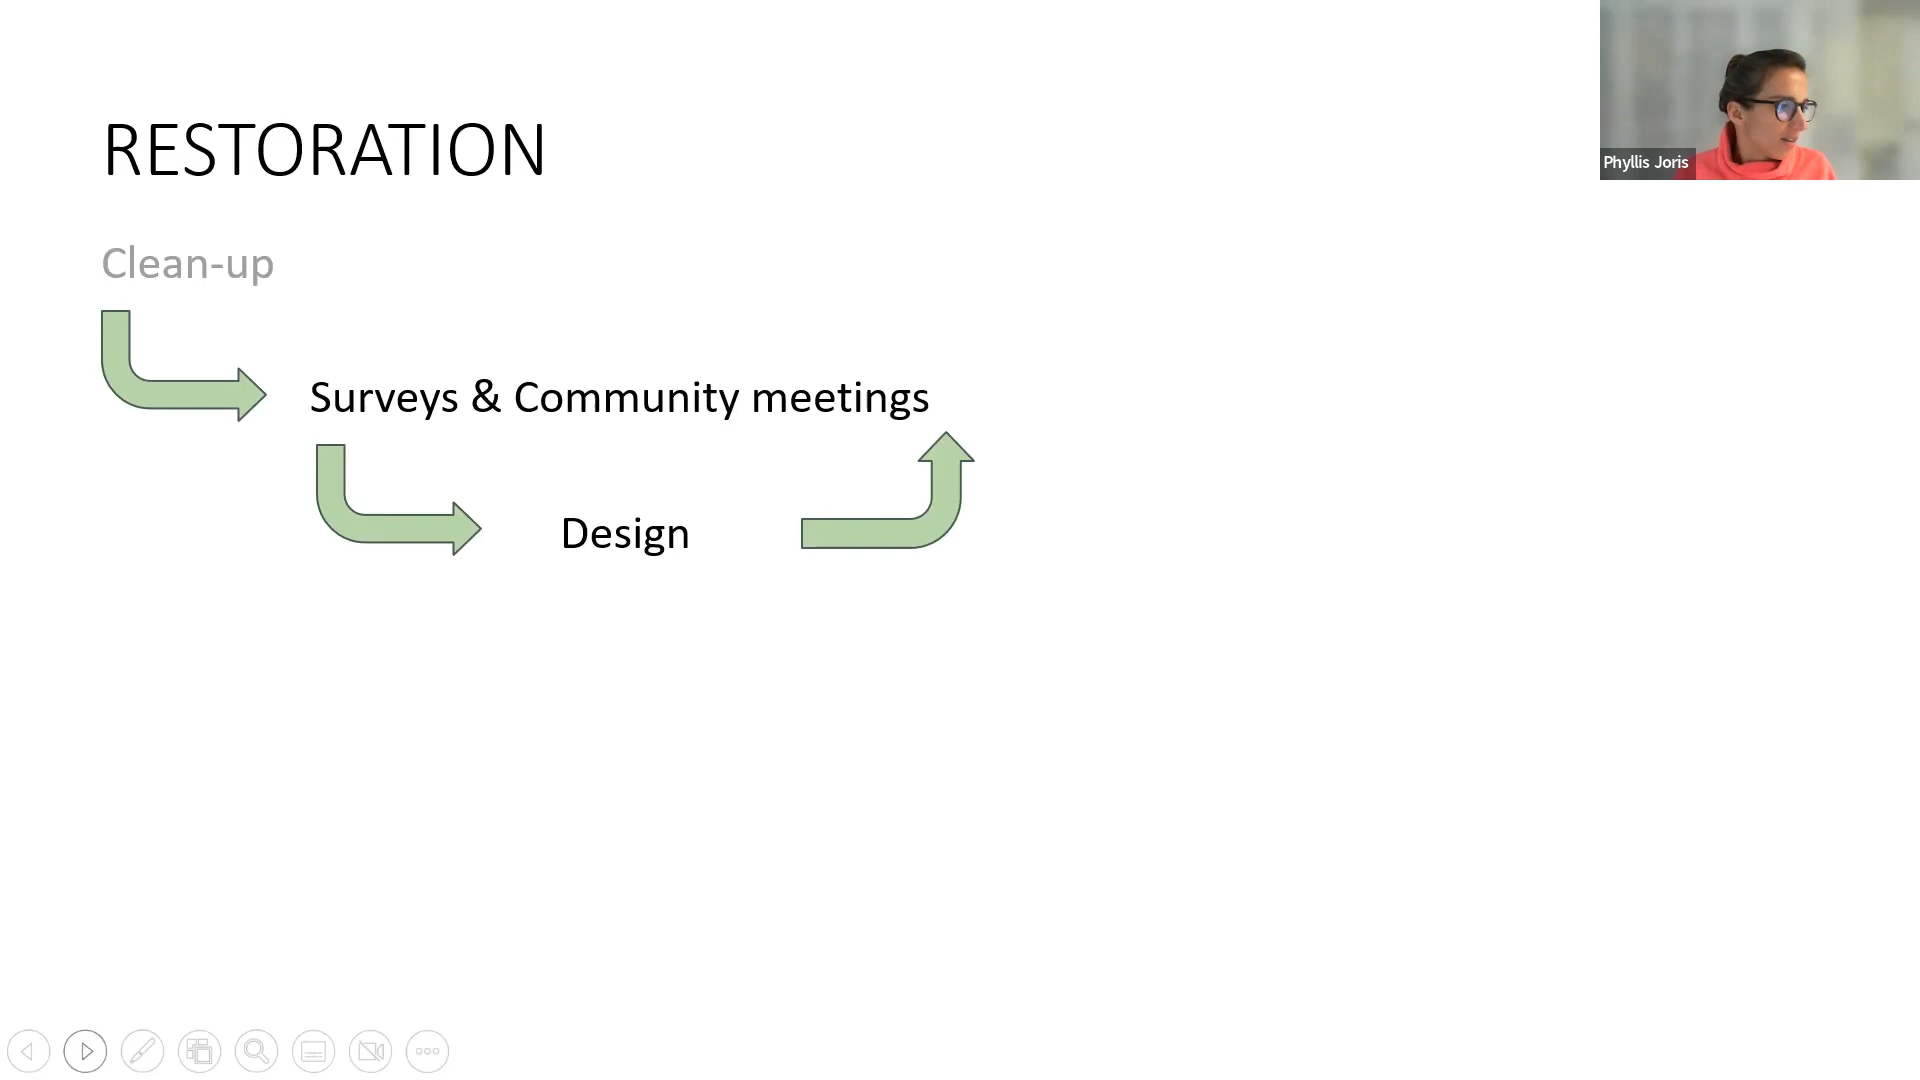 RESTORATION
Phyllis Joris
Clean-up
Surveys & Community meetings
Design